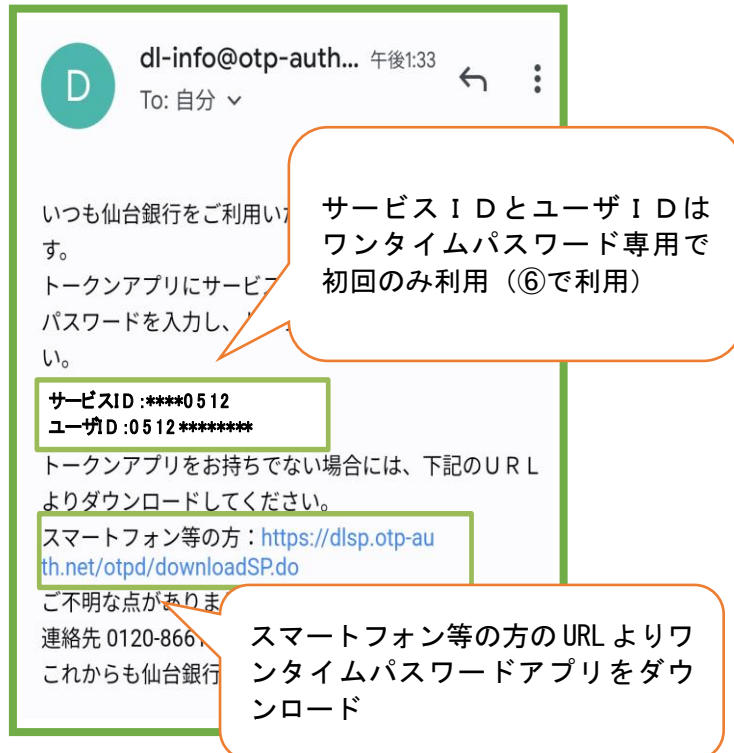 D
dl-info@otp-auth... 午後1:33
To: 自分
いつも仙台銀行をご利用い
す。
トークンアプリにサービ
パスワードを入力し、
い。
サービスIDとユーザIDは
ワンタイムパスワード専用で
初回のみ利用（⑥で利用）
サービスID:****0512
ユーザID:0512********
トークンアプリをお持ちでない場合には、下記のURL
よりダウンロードしてください。
スマートフォン等の方：https://dlsp.otp-au
th.net/otpd/downloadSP.do
ご不明な点がありま
連絡先 0120-866
これからも仙台銀行
スマートフォン等の方のURLよりワ
ンタイムパスワードアプリをダウ
ンロード